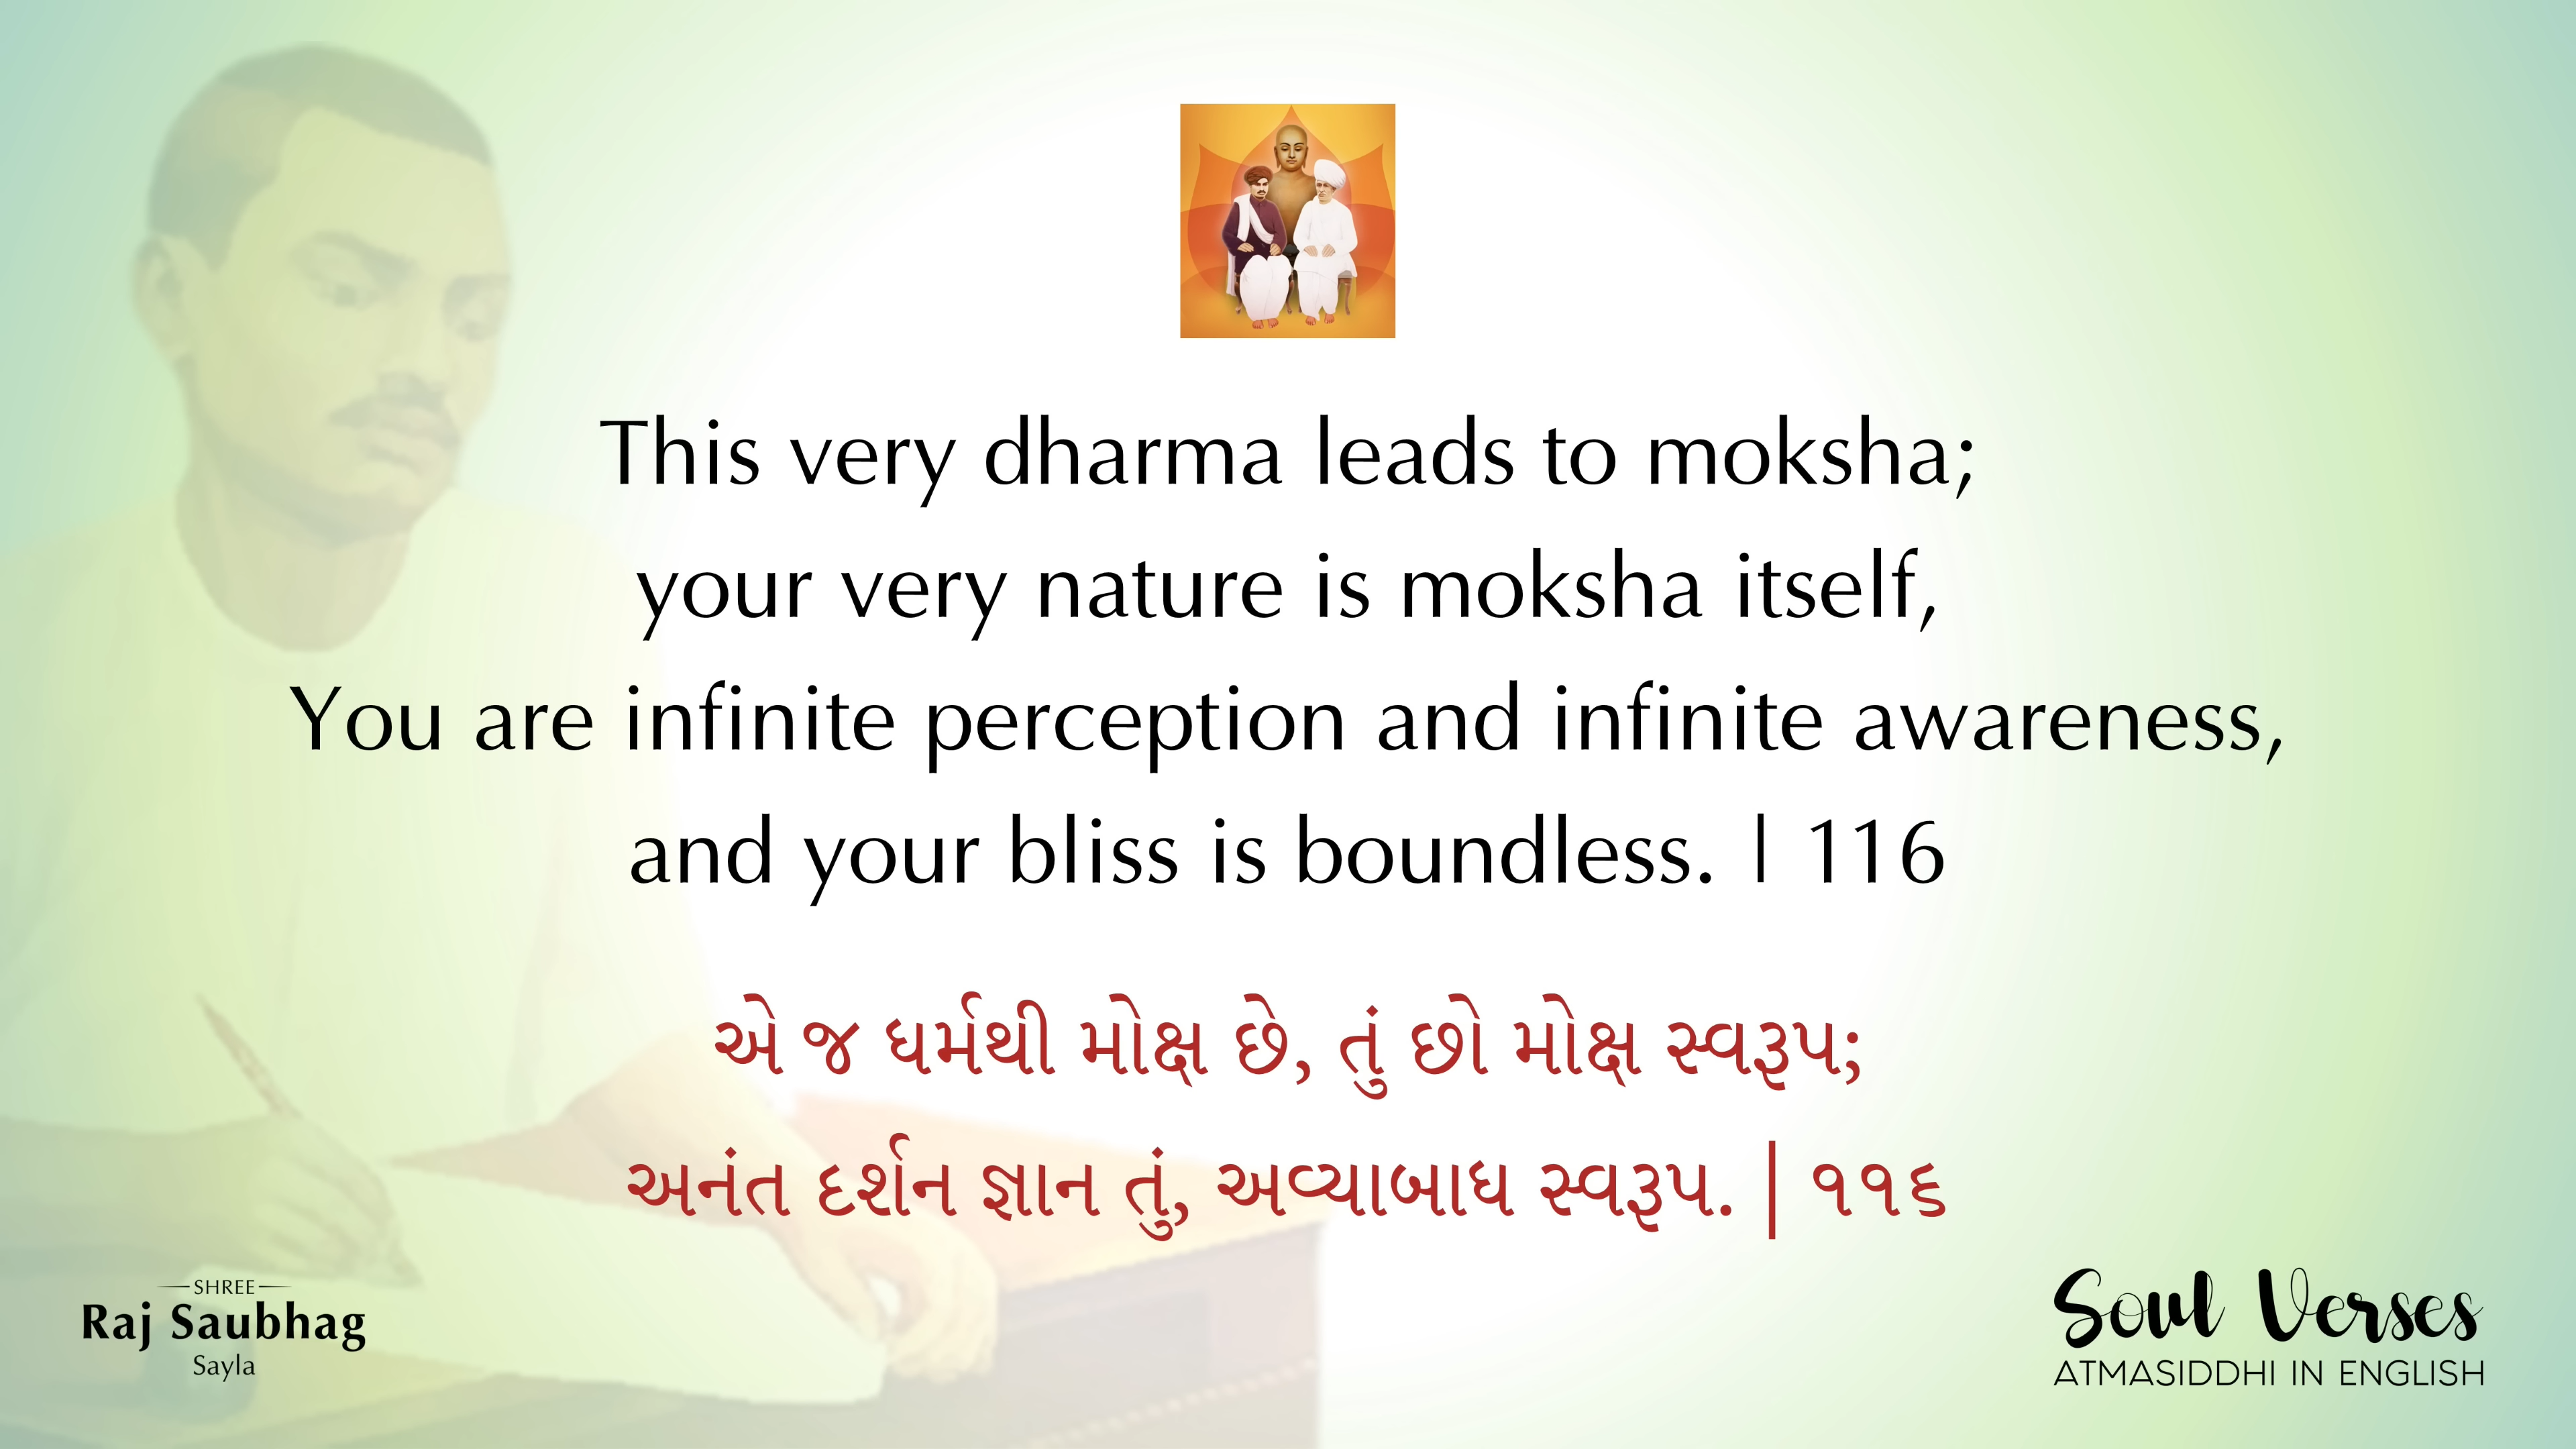 This very dharma leads to moksha;
your very nature is moksha itself,
You are infinite perception and infinite awareness,
and your bliss is boundless. | 116
એ જ ધર્મથી મોક્ષ છે, તું છો મોક્ષ સ્વરૂપ;
અનંત દર્શન જ્ઞાન તું, અવ્યાબાધ સ્વરૂપ. | ૧૧૬
SHREE
Raj Saubhag
Sayla
Soul Verses
ATMASIDDHI IN ENGLISH